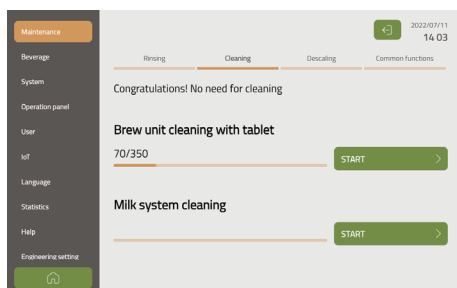 Maintenance
Beverage
System
Operation panel
User
IoT
Language
Statistics
Help
Engineering setting
2022/07/11
14 03
Rinsing
Cleaning
Descaling
Common functions
Congratulations! No need for cleaning
Brew unit cleaning with tablet
70/350
START
Milk system cleaning
START